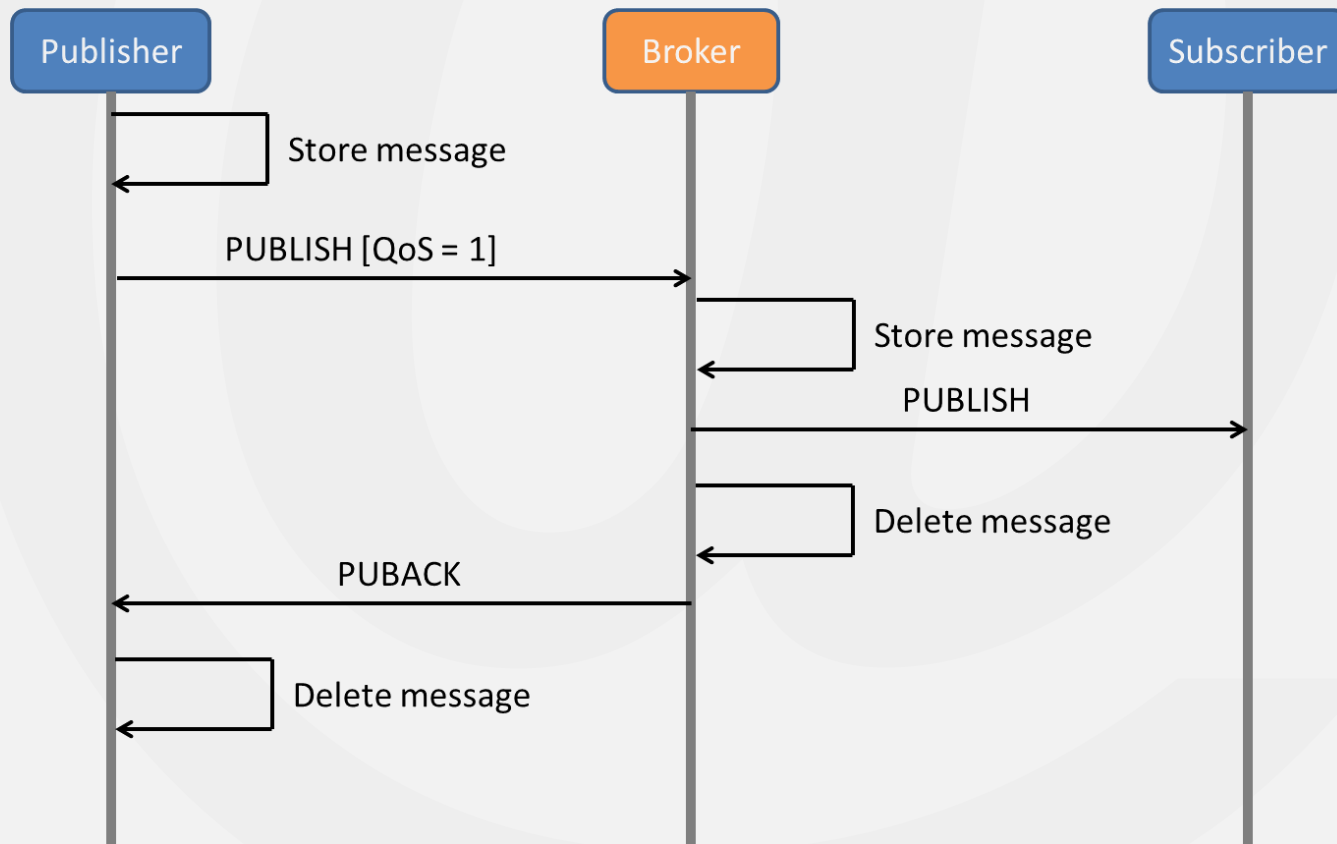 Publisher
Broker
Subscriber
Store message
PUBLISH [QoS = 1]
Store message
PUBLISH
Delete message
PUBACK
Delete message